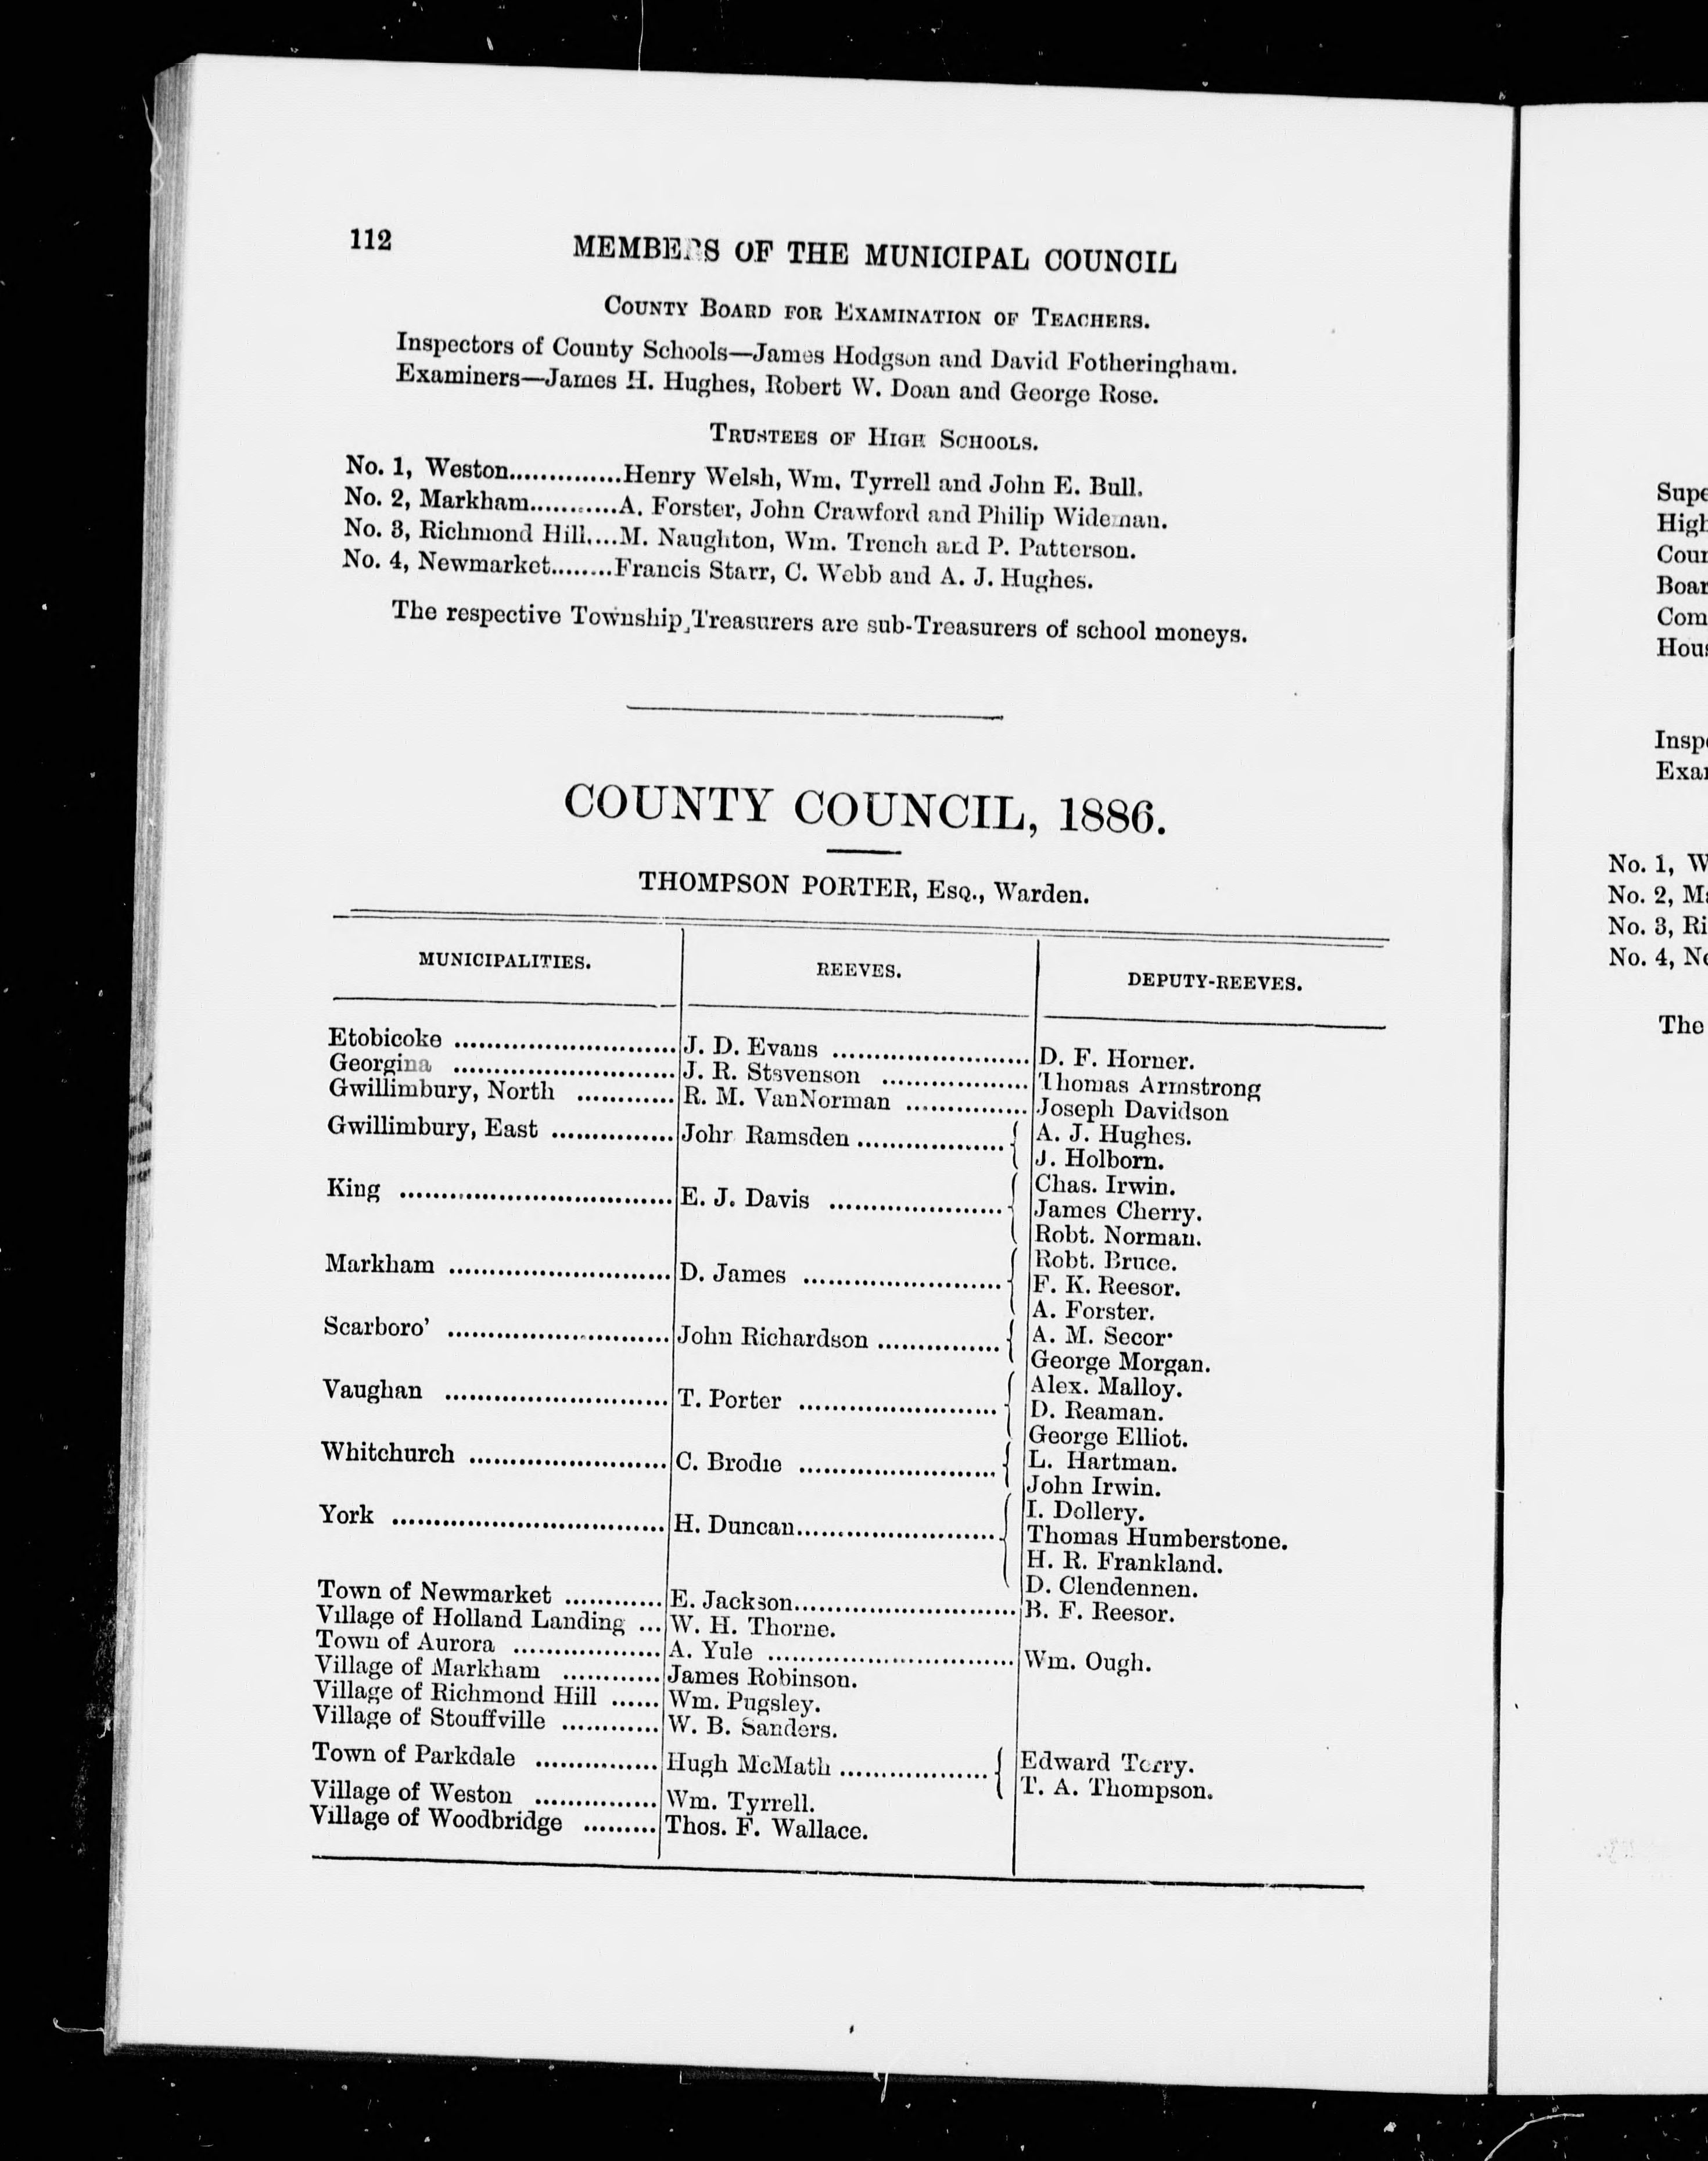 112
MEMBERS OF THE MUNICIPAL COUNCIL
COUNTY BOARD FOR EXAMINATION OF TEACHERS.
Inspectors of County Schools—James Hodgson and David Fotheringham.
Examiners—James H. Hughes, Robert W. Doan and George Rose.
TRUSTEES OF HIGH SCHOOLS.
No. 1, Weston..............Henry Welsh, Wm. Tyrrell and John E. Bull.
No. 2, Markham...........A. Forster, John Crawford and Philip Wideman.
No. 3, Richmond Hill....M. Naughton, Wm. Trench and P. Patterson.
No. 4, Newmarket........Francis Starr, C. Webb and A. J. Hughes.
The respective Township Treasurers are sub-Treasurers of school moneys.
COUNTY COUNCIL, 1886.
THOMPSON PORTER, ESQ., Warden.
MUNICIPALITIES. REEVES. DEPUTY-REEVES.
Etobicoke ........................... J. D. Evans ........................ D. F. Horner.
Georgina ........................... J. R. Stsvenson .................. Thomas Armstrong
Gwillimbury, North ............ R. M. VanNorman ............... Joseph Davidson
Gwillimbury, East ............... John Ramsden .................. { A. J. Hughes.
J. Holborn.
King ................................. E. J. Davis ..................... { Chas. Irwin.
James Cherry.
Robt. Norman.
Markham ........................... D. James ........................ { Robt. Bruce.
F. K. Reesor.
A. Forster.
Scarboro' ........................... John Richardson ............... { A. M. Secor·
George Morgan.
Vaughan ........................... T. Porter ........................ { Alex. Malloy.
D. Reaman.
George Elliot.
Whitchurch ........................ C. Brodie ........................ { L. Hartman.
John Irwin.
York ................................. H. Duncan........................ { I. Dollery.
Thomas Humberstone.
H. R. Frankland.
D. Clendennen.
Town of Newmarket ............ E. Jackson........................... B. F. Reesor.
Village of Holland Landing ... W. H. Thorne.
Town of Aurora .................. A. Yule .............................. Wm. Ough.
Village of Markham ............ James Robinson.
Village of Richmond Hill ...... Wm. Pugsley.
Village of Stouffville ............ W. B. Sanders.
Town of Parkdale ............... Hugh McMath .................. { Edward Terry.
T. A. Thompson.
Village of Weston ............... Wm. Tyrrell.
Village of Woodbridge ......... Thos. F. Wallace.
No. 1,
No. 2,
No. 3,
No. 4,
The